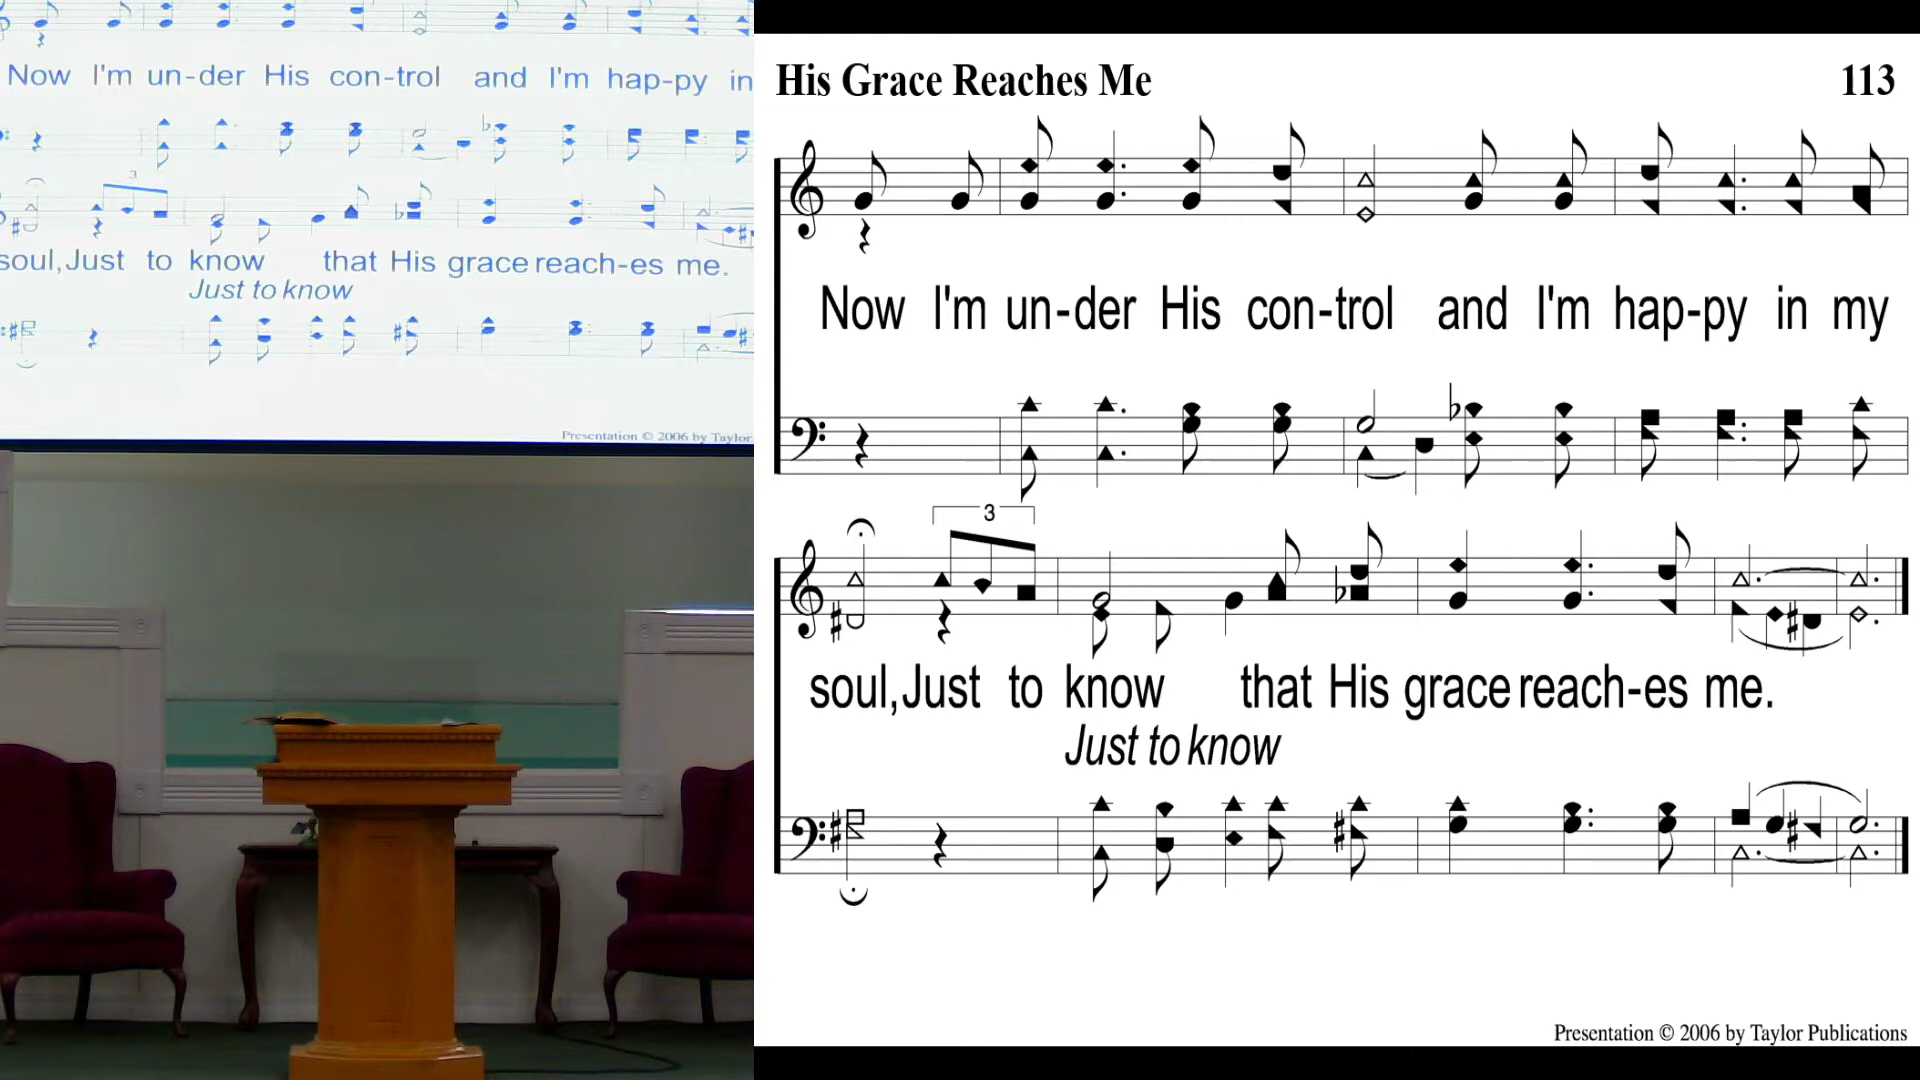 Now I'm un-der His con-trol and I'm hap-py in
3
soul,Just to know that His grace reach-es me.
Just to know
Presentation © 2006 by Taylor
His Grace Reaches Me 113
Now I'm un-der His con-trol and I'm hap-py in my
3
soul,Just to know that His grace reach-es me.
Just to know
Presentation © 2006 by Taylor Publications